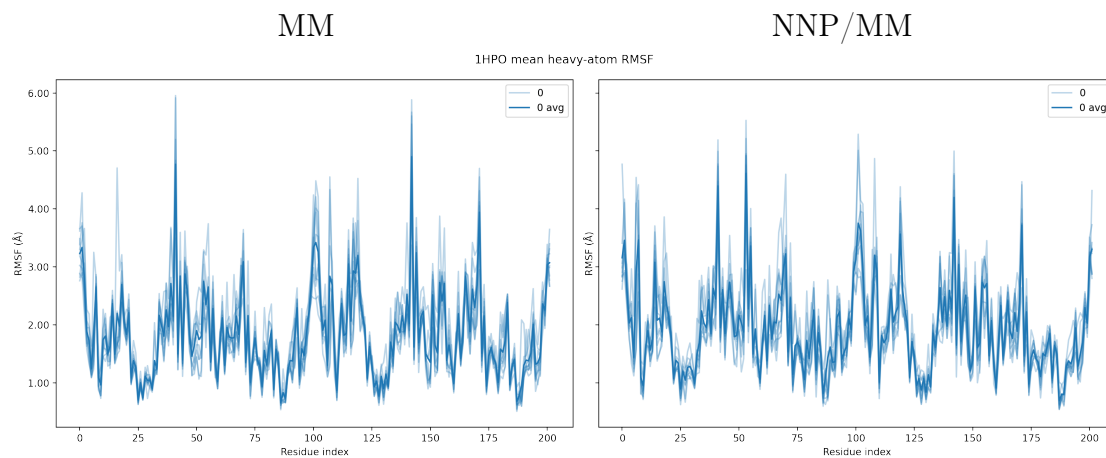 MM
NNP/MM
1HPO mean heavy-atom RMSF
0
0 avg
6.00
5.00
4.00
3.00
2.00
1.00
RMSF (Å)
0
25
50
75
100
125
150
175
200
Residue index
0
0 avg
RMSF (Å)
0
25
50
75
100
125
150
175
200
Residue index